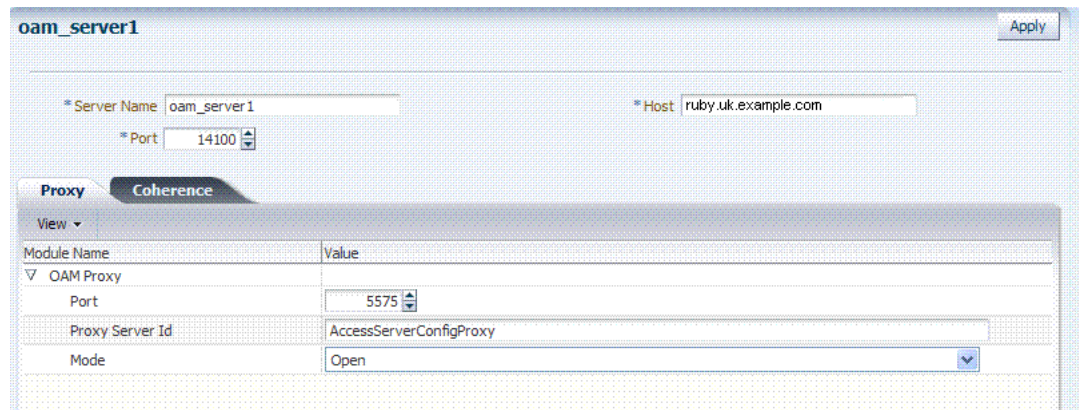 oam_server1 Apply
* Server Name oam_server1 * Host ruby.uk.example.com
* Port 14100
Proxy Coherence
View
Module Name Value
OAM Proxy
Port 5575
Proxy Server Id AccessServerConfigProxy
Mode Open